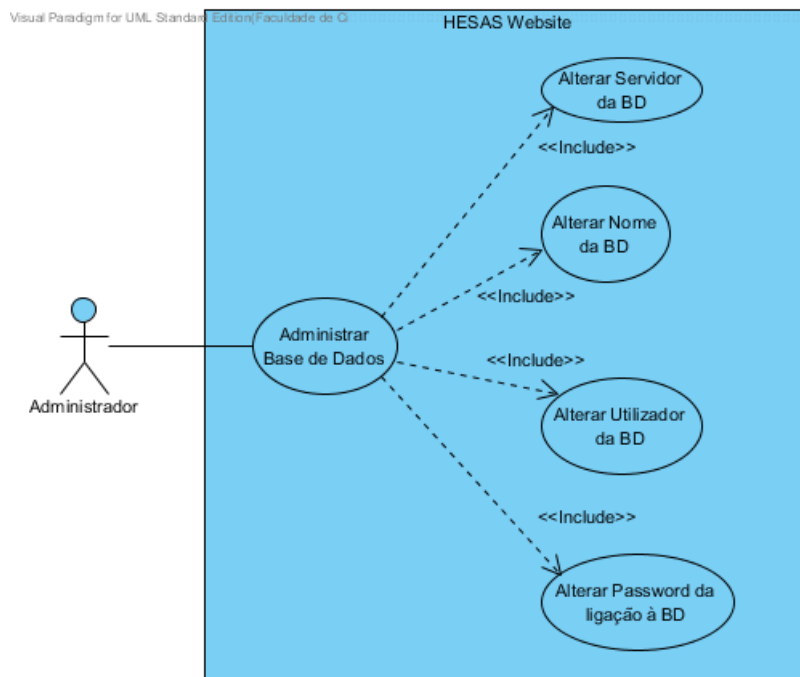 Visual Paradigm for UML Standard Edition(Faculdade de C
HESAS Website
Alterar Servidor
da BD
<<Include>>
Alterar Nome
da BD
<<Include>>
Administrar
Base de Dados
<<Include>>
Administrador
Alterar Utilizador
da BD
<<Include>>
Alterar Password da
ligação à BD